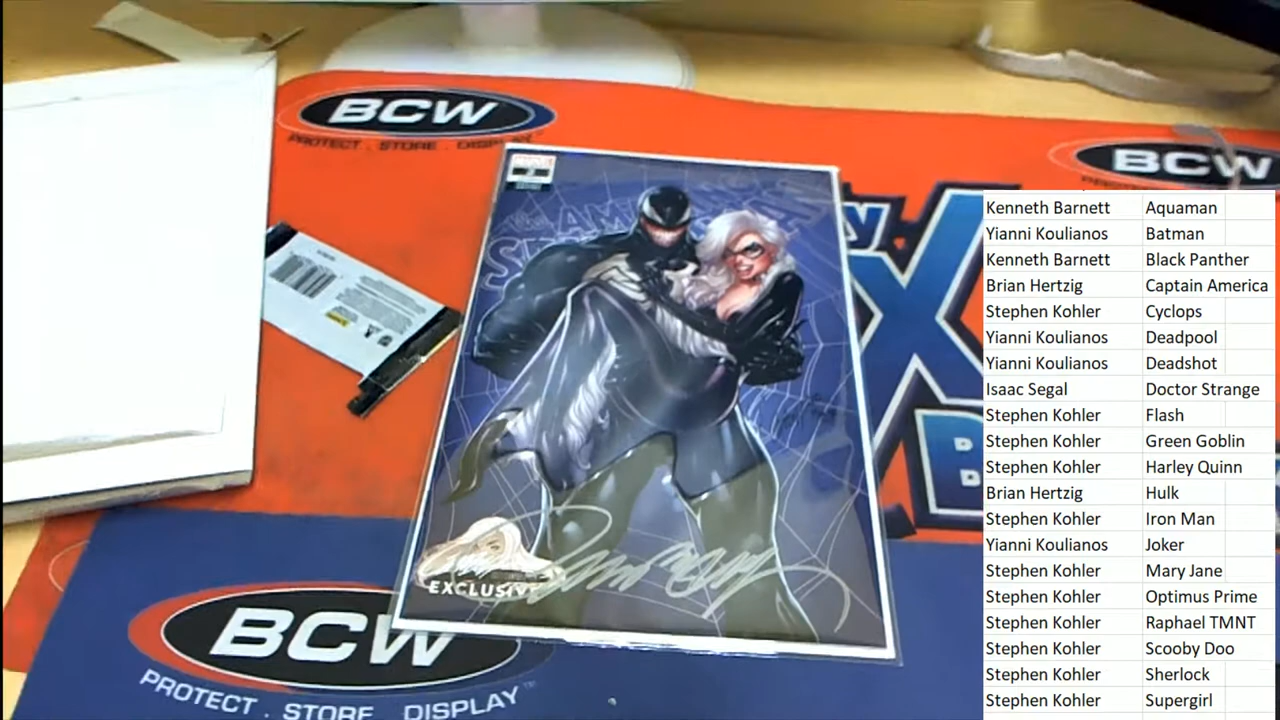 BCW
PROTECT . STORE . DISPLAY
BCW
EXCLUSIVE
BCW
PROTECT . STORE . DISPLAY™
Kenneth Barnett Aquaman
Yianni Koulianos Batman
Kenneth Barnett Black Panther
Brian Hertzig Captain America
Stephen Kohler Cyclops
Yianni Koulianos Deadpool
Yianni Koulianos Deadshot
Isaac Segal Doctor Strange
Stephen Kohler Flash
Stephen Kohler Green Goblin
Stephen Kohler Harley Quinn
Brian Hertzig Hulk
Stephen Kohler Iron Man
Yianni Koulianos Joker
Stephen Kohler Mary Jane
Stephen Kohler Optimus Prime
Stephen Kohler Raphael TMNT
Stephen Kohler Scooby Doo
Stephen Kohler Sherlock
Stephen Kohler Supergirl